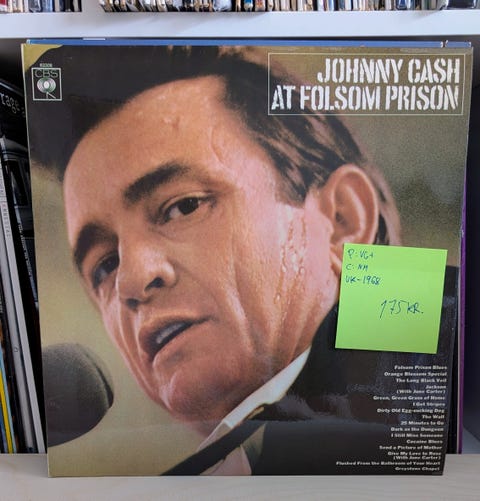 63308
CBS
JOHNNY CASH
AT FOLSOM PRISON
P: VG+
C: NM
UK-1968
175 KR.
Folsom Prison Blues
Orange Blossom Special
The Long Black Veil
Jackson
(With June Carter)
Green, Green Grass of Home
I Got Stripes
Dirty Old Egg-sucking Dog
The Wall
25 Minutes to Go
Dark as the Dungeon
I Still Miss Someone
Cocaine Blues
Send a Picture of Mother
Give My Love to Rose
(With June Carter)
Flushed From the Bathroom of Your Heart
Greystone Chapel